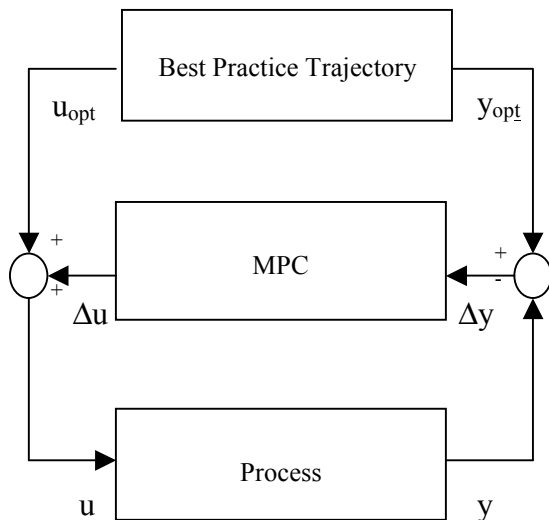 Best Practice Trajectory
u_opt y_opt
+ +
MPC
+ -
Δu Δy
Process
u y